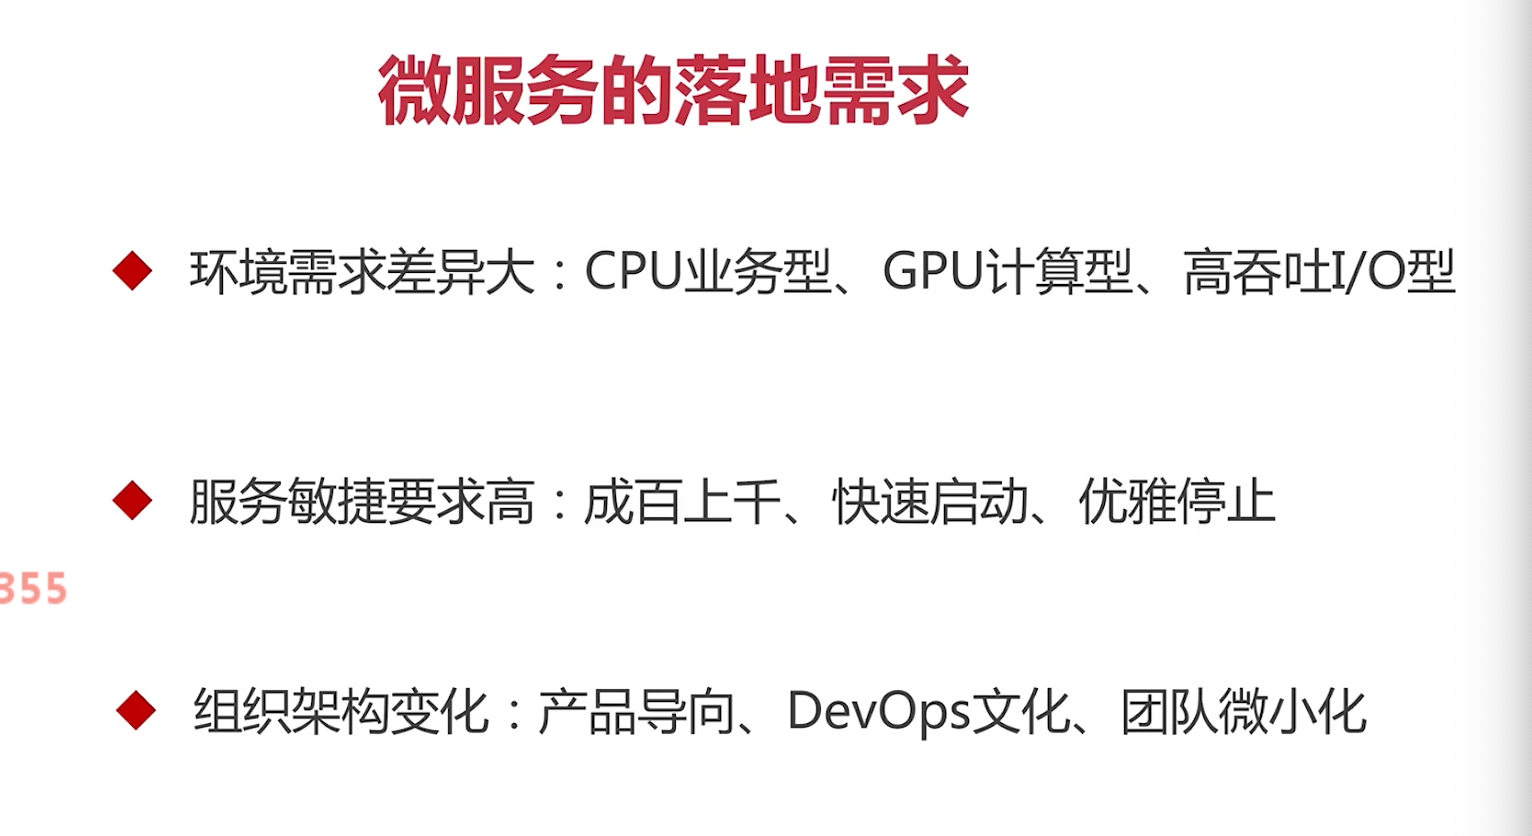 微服务的落地需求
环境需求差异大：CPU业务型、GPU计算型、高吞吐I/O型
服务敏捷要求高：成百上千、快速启动、优雅停止
355
组织架构变化：产品导向、DevOps文化、团队微小化